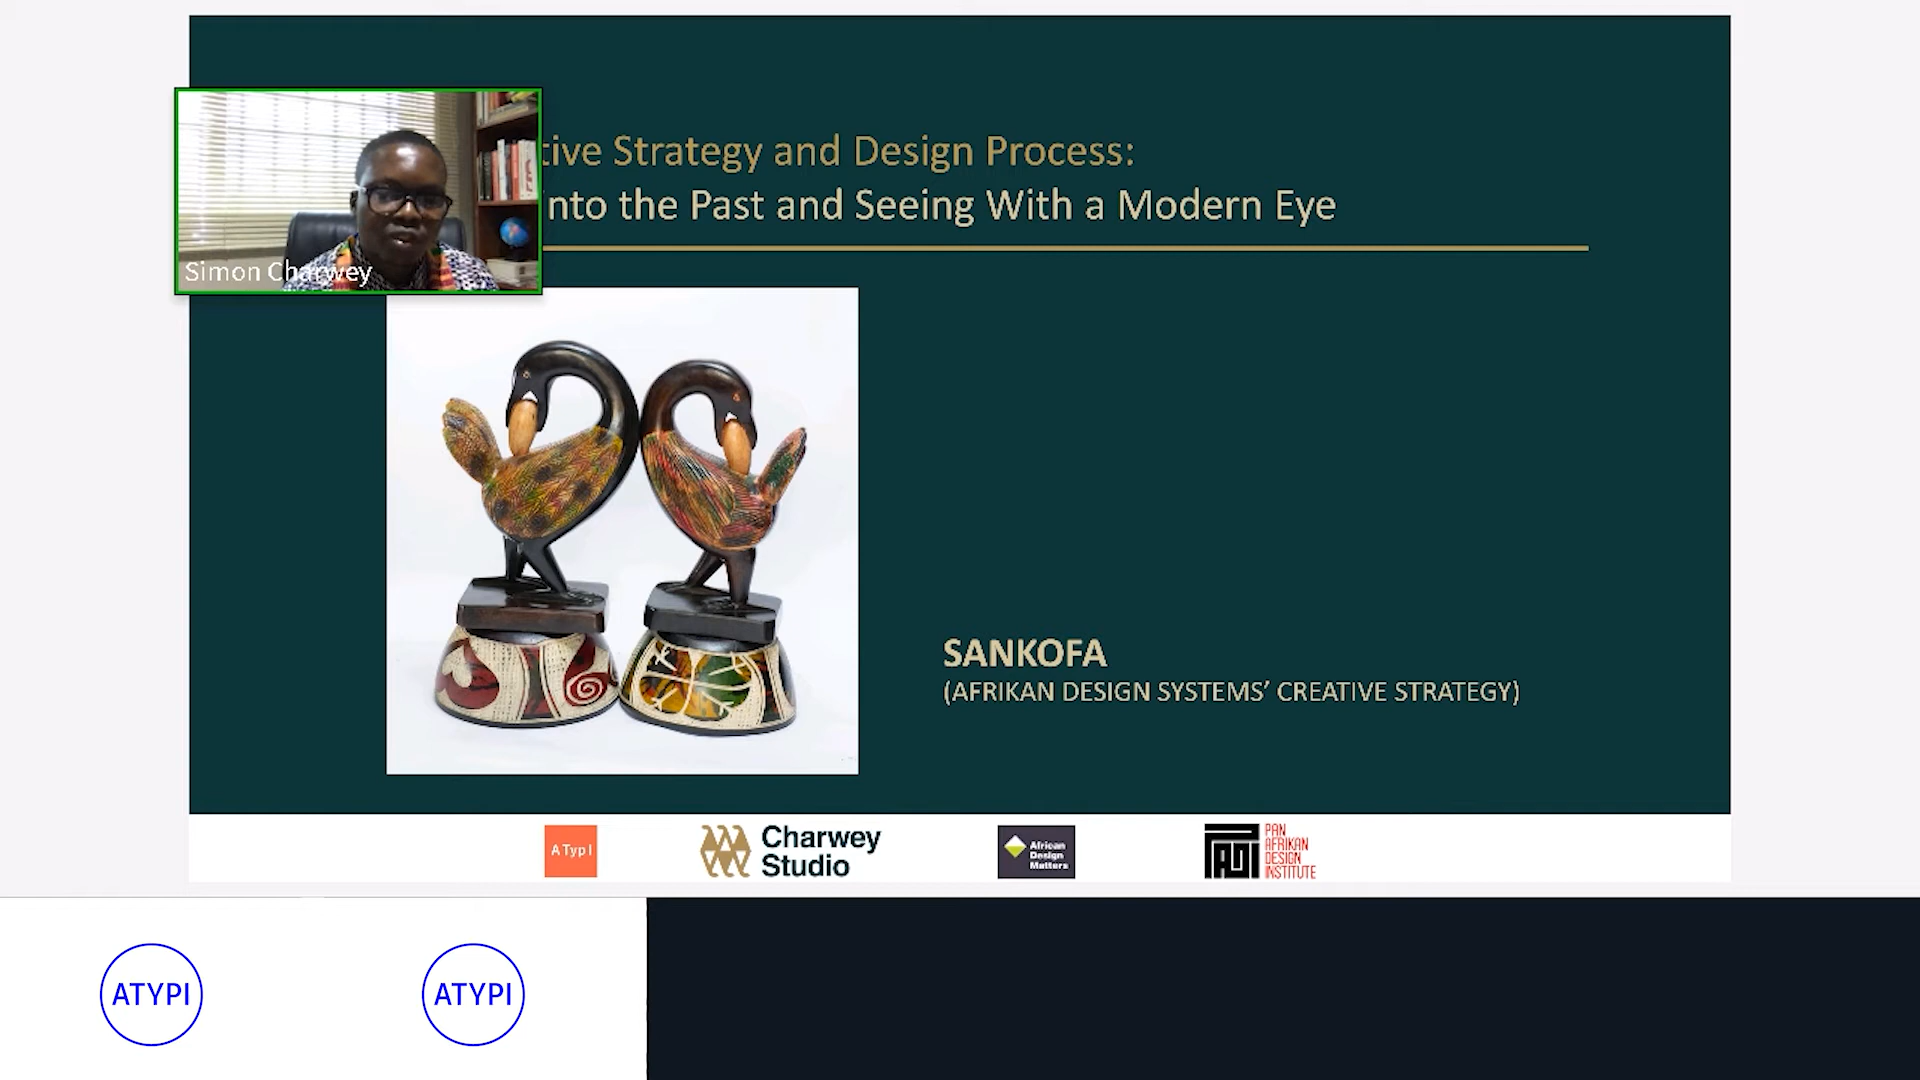 tive Strategy and Design Process:
nto the Past and Seeing With a Modern Eye
Simon Charwey
SANKOFA
(AFRIKAN DESIGN SYSTEMS’ CREATIVE STRATEGY)
ATypI
Charwey
Studio
African
Design
Matters
PADI
PAN
AFRIKAN
DESIGN
INSTITUTE
ATYPI
ATYPI